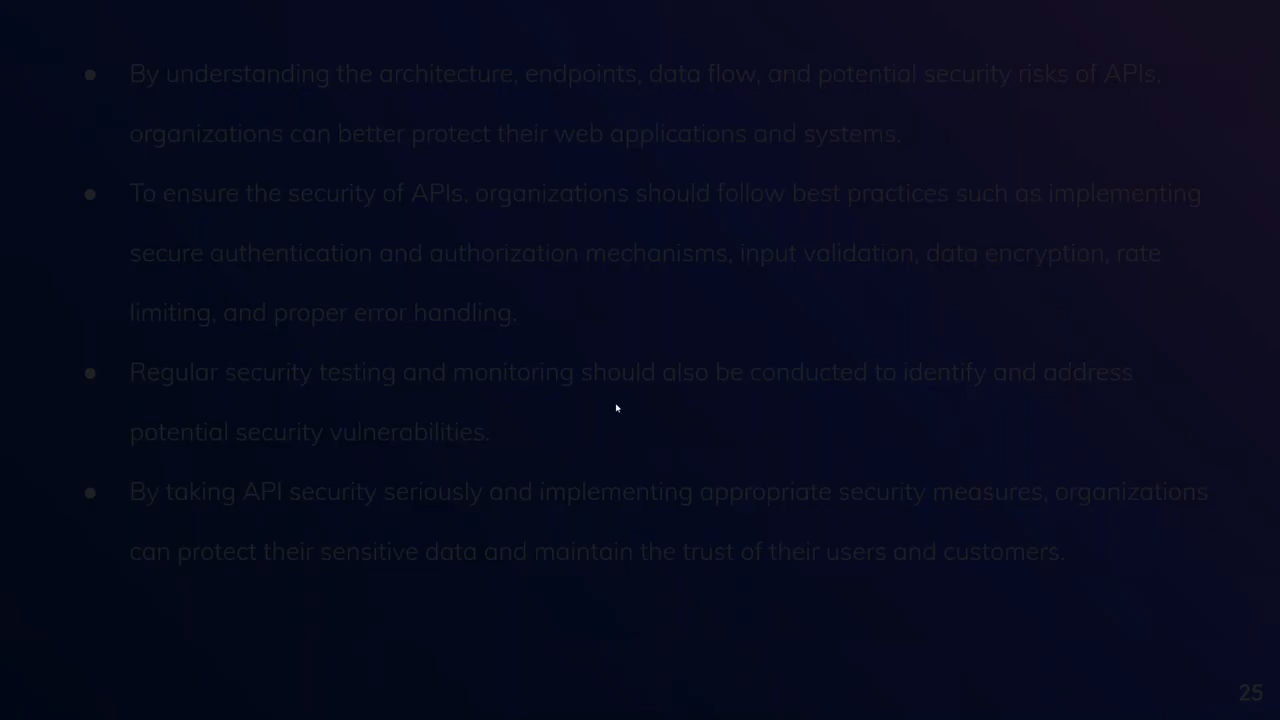 ● By understanding the architecture, endpoints, data flow, and potential security risks of APIs,
organizations can better protect their web applications and systems.
● To ensure the security of APIs, organizations should follow best practices such as implementing
secure authentication and authorization mechanisms, input validation, data encryption, rate
limiting, and proper error handling.
● Regular security testing and monitoring should also be conducted to identify and address
potential security vulnerabilities.
● By taking API security seriously and implementing appropriate security measures, organizations
can protect their sensitive data and maintain the trust of their users and customers.
25